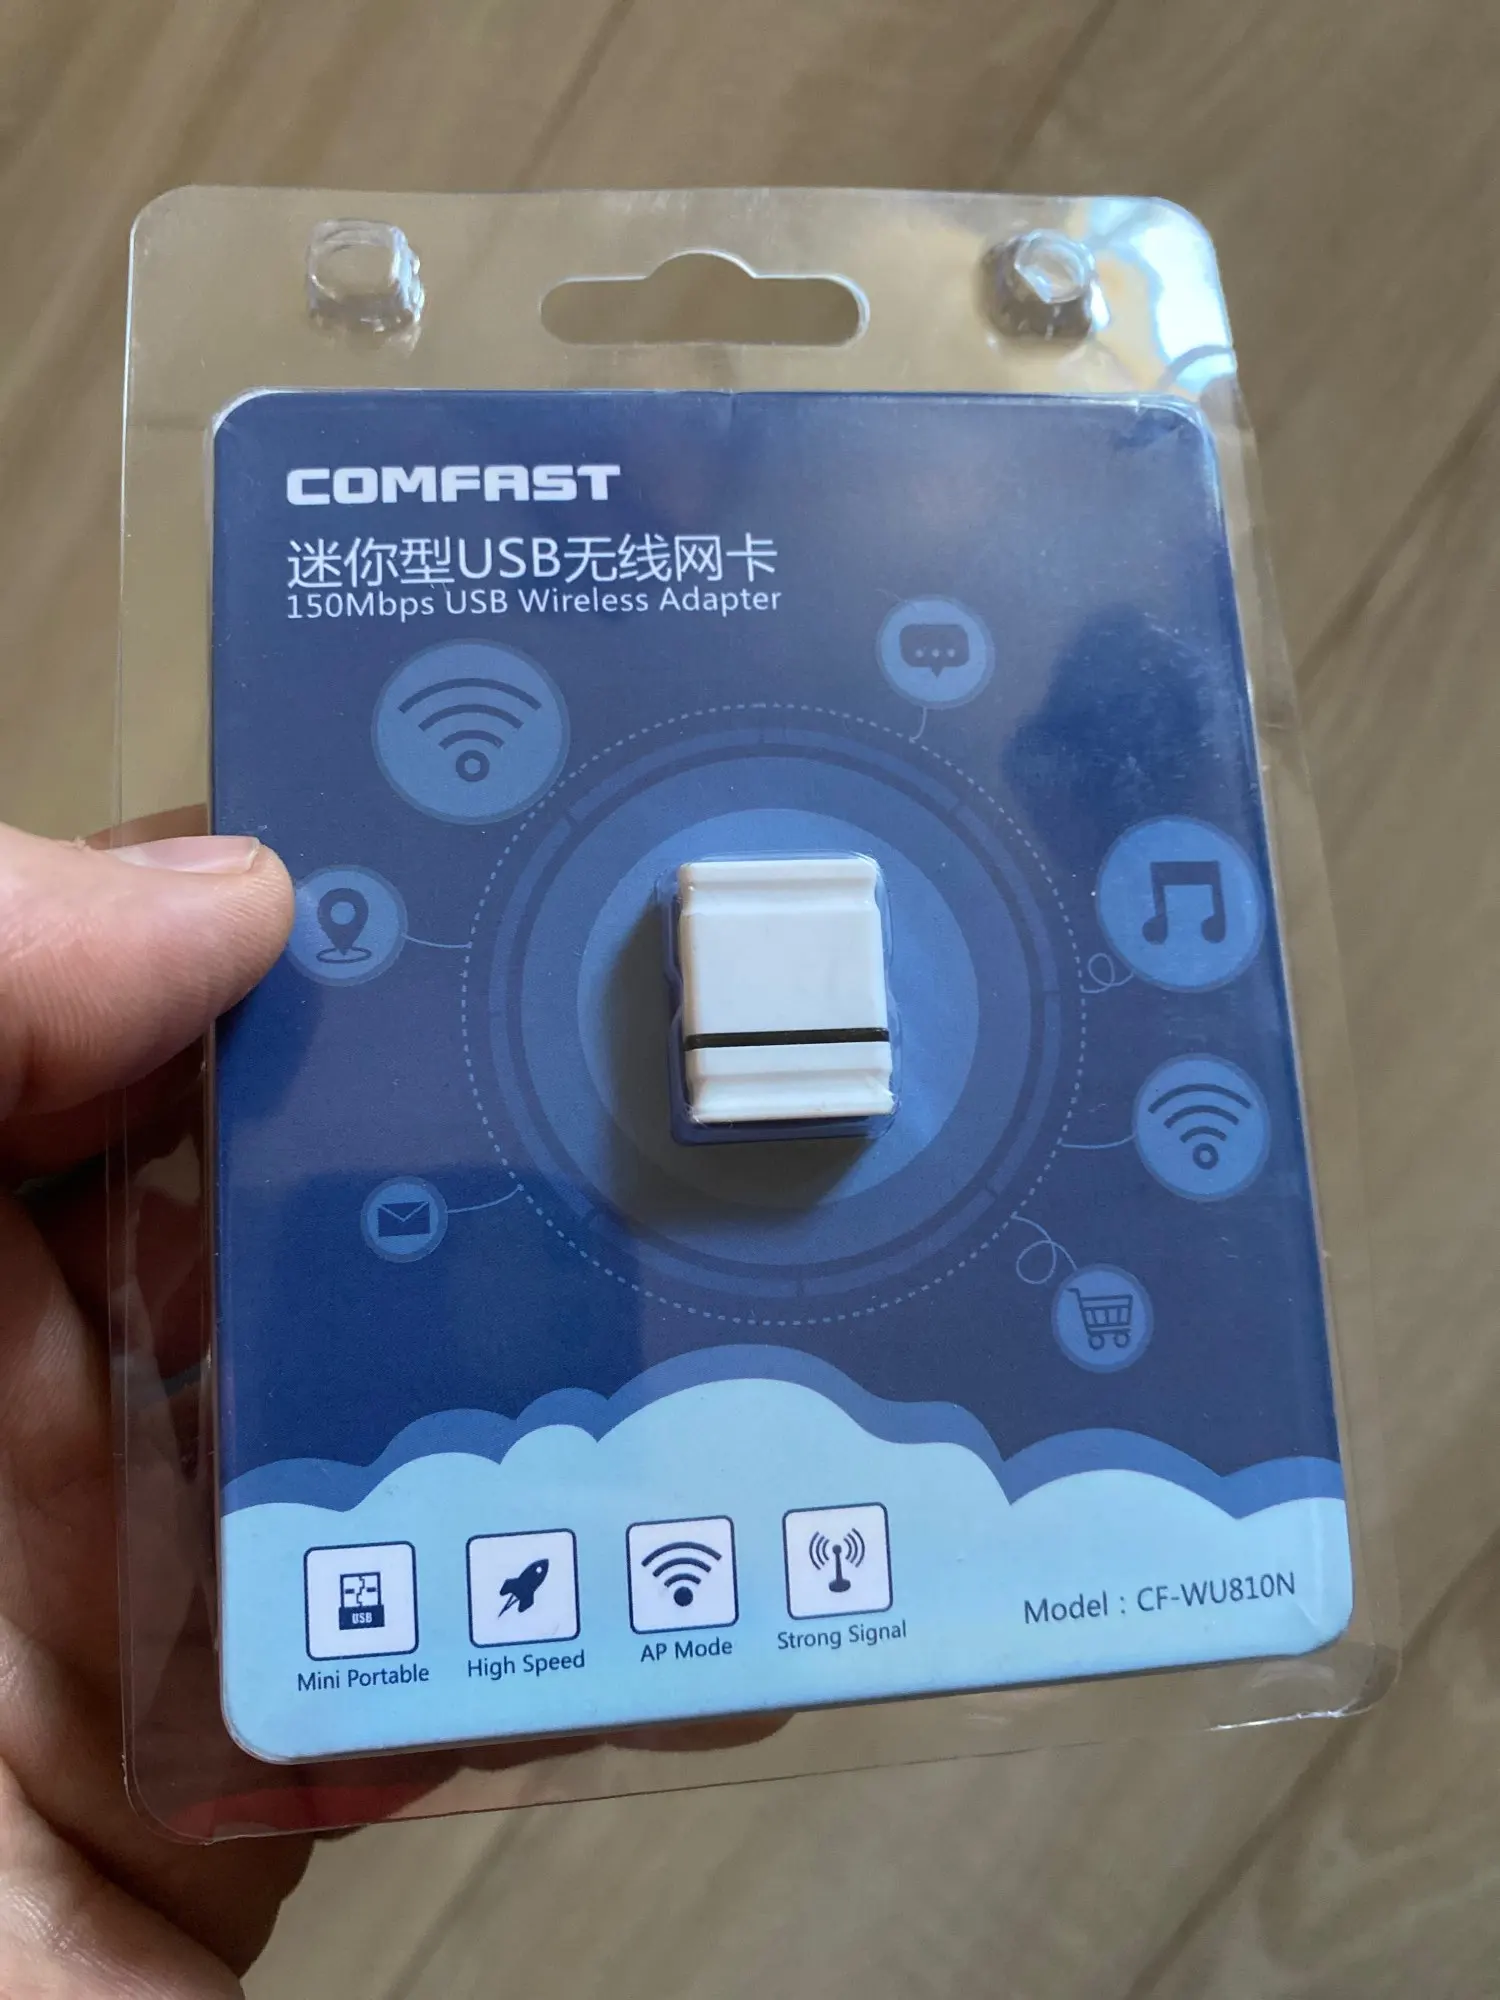 COMFAST
迷你型USB无线网卡
150Mbps USB Wireless Adapter
USB
Mini Portable
High Speed
AP Mode
Strong Signal
Model : CF-WU810N